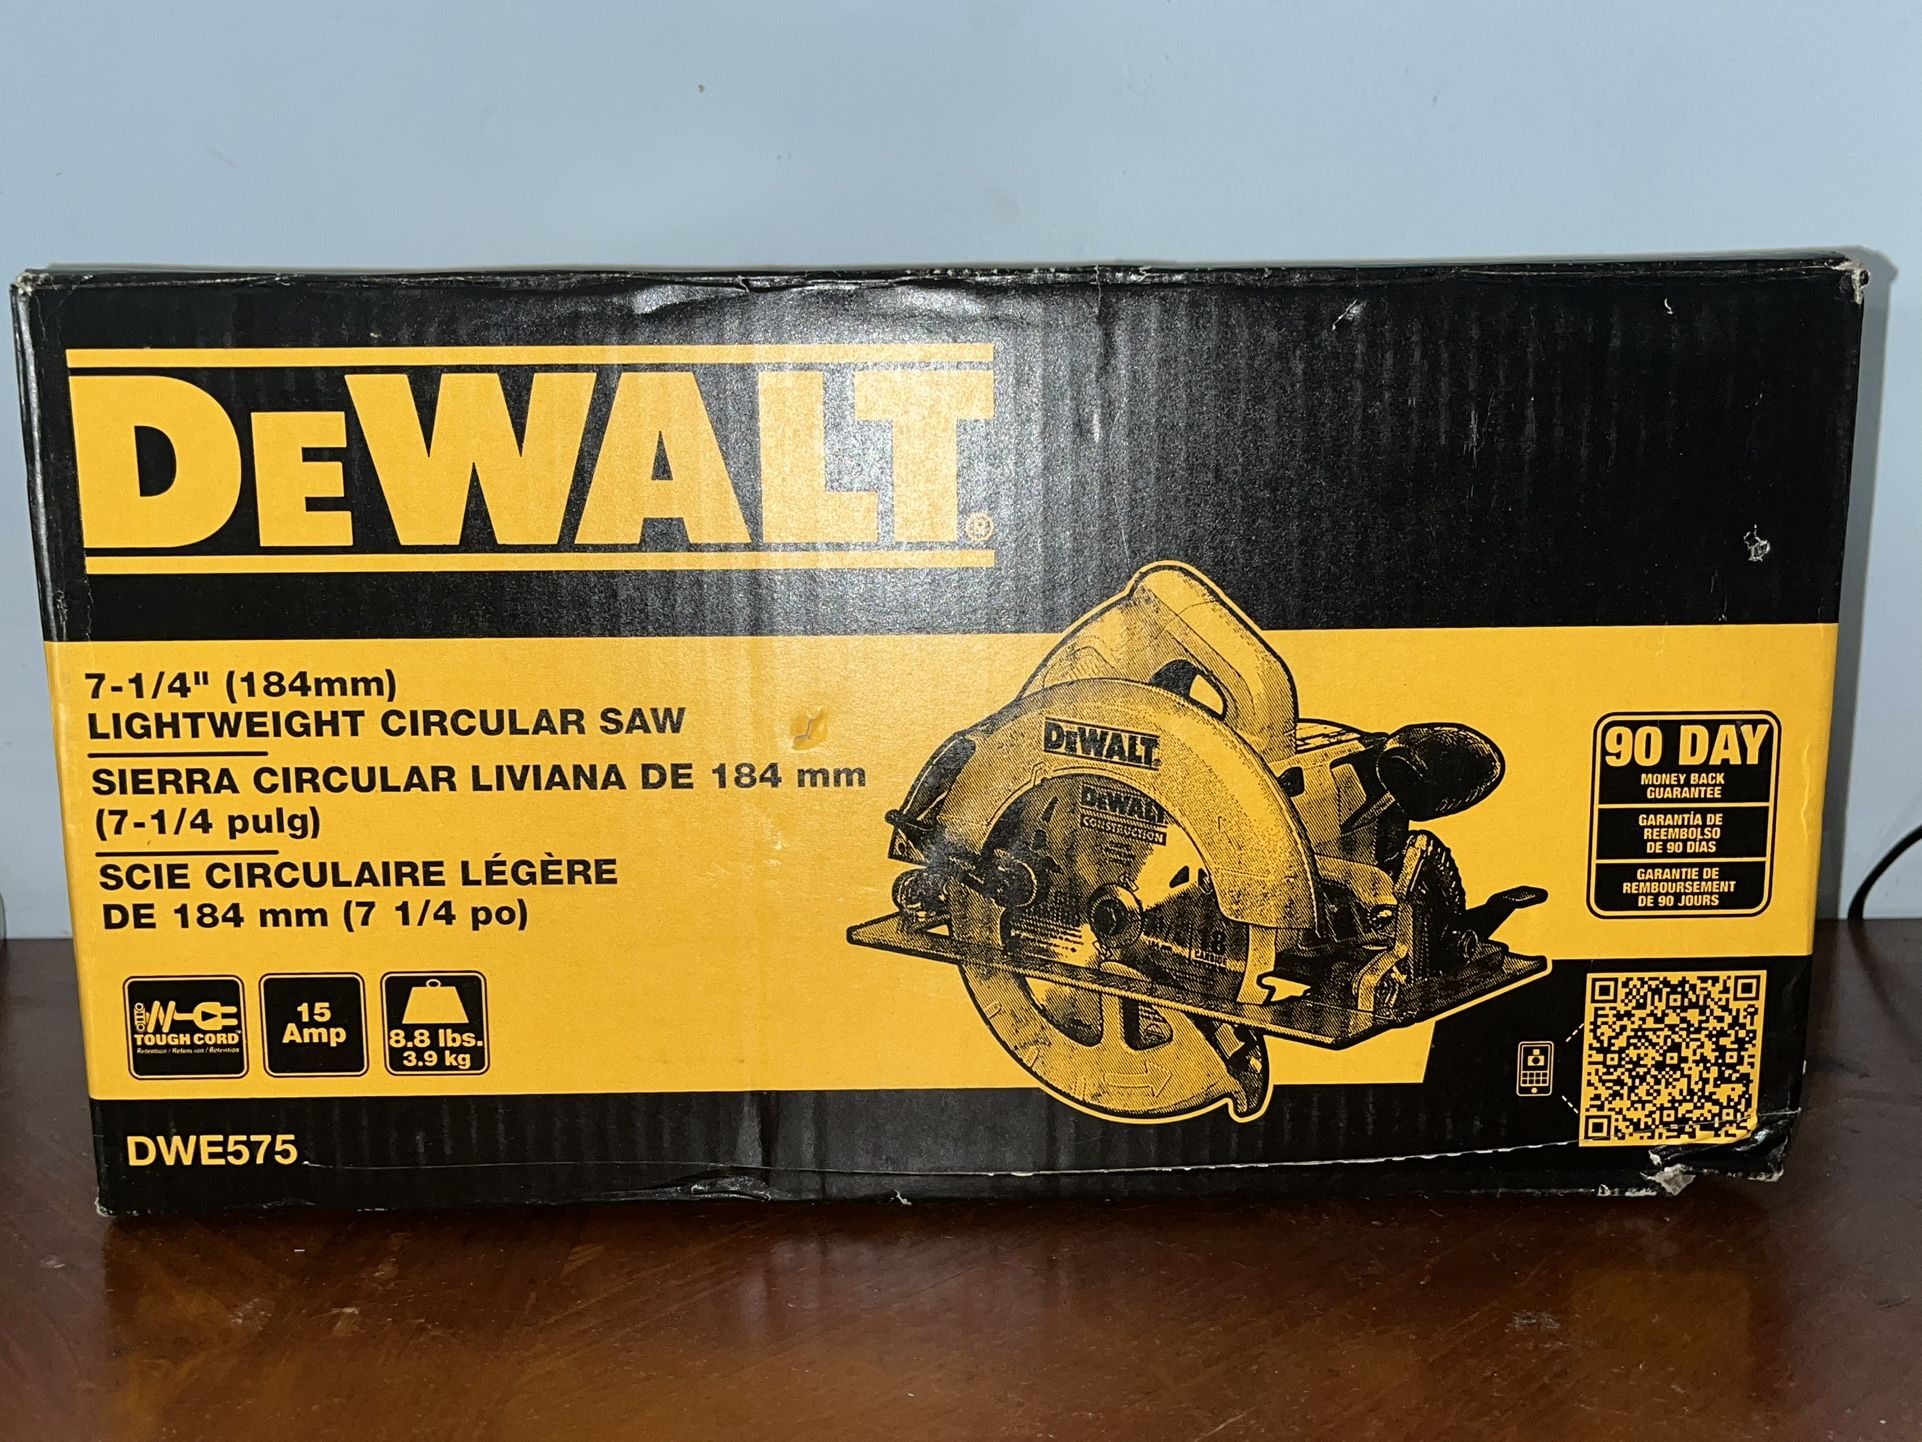 DEWALT®
7-1/4" (184mm)
LIGHTWEIGHT CIRCULAR SAW
SIERRA CIRCULAR LIVIANA DE 184 mm
(7-1/4 pulg)
SCIE CIRCULAIRE LÉGÈRE
DE 184 mm (7 1/4 po)
TOUGH CORD
15
Amp
8.8 lbs.
3.9 kg
DWE575
DEWALT
DEWALT
CONSTRUCTION
18
CARBIDE
90 DAY
MONEY BACK
GUARANTEE
GARANTÍA DE
REEMBOLSO
DE 90 DÍAS
GARANTIE DE
REMBOURSEMENT
DE 90 JOURS